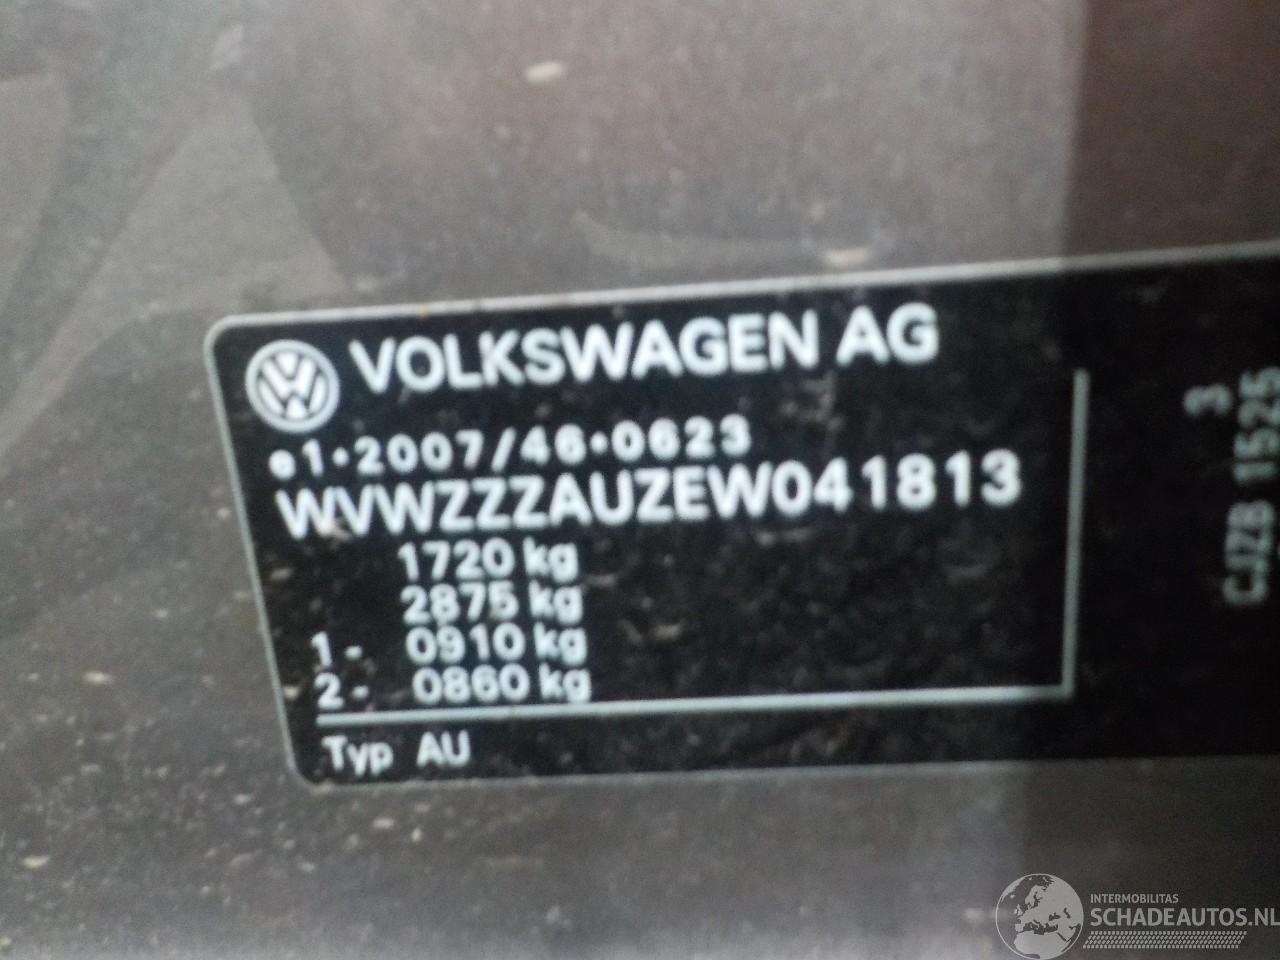 VOLKSWAGEN AG
e1*2007/46*0623
WVWZZZAUZEW041813
1720 kg
2875 kg
1- 0910 kg
2- 0860 kg
Typ AU
3
CJZB 1525
INTERMOBILITAS
SCHADEAUTOS.NL